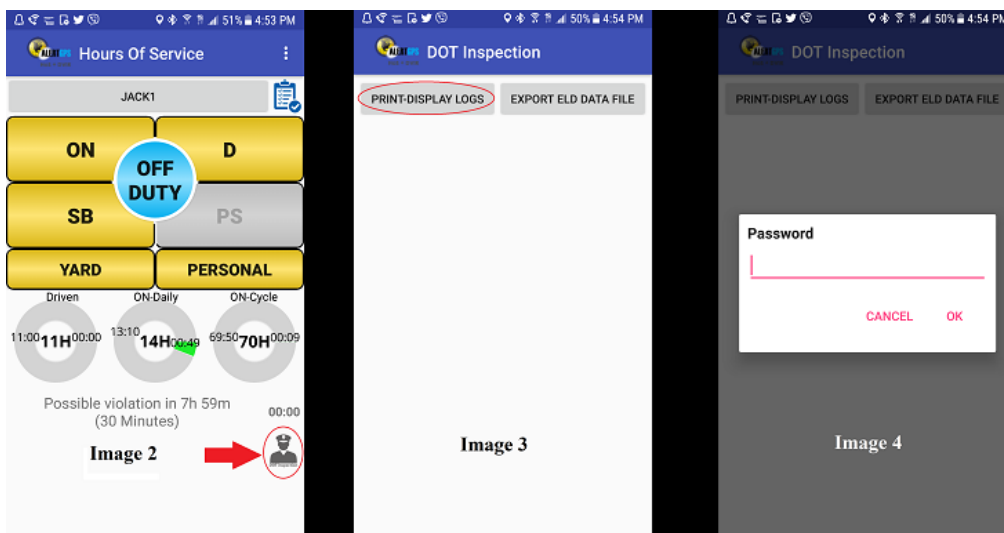 51% 4:53 PM
Hours Of Service
JACK1
ON
D
OFF
DUTY
SB
PS
YARD
PERSONAL
Driven
ON-Daily
ON-Cycle
11:00 11H 00:00
13:10 14H 00:49
69:50 70H 00:09
Possible violation in 7h 59m
(30 Minutes)
00:00
Image 2
50% 4:54 PM
DOT Inspection
PRINT-DISPLAY LOGS
EXPORT ELD DATA FILE
Image 3
50% 4:54 PM
DOT Inspection
PRINT-DISPLAY LOGS
EXPORT ELD DATA FILE
Password
CANCEL
OK
Image 4